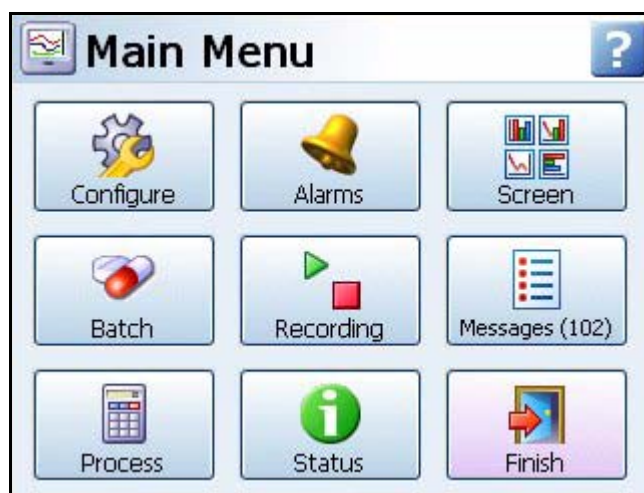 Main Menu ?
Configure Alarms Screen
Batch Recording Messages (102)
Process Status Finish